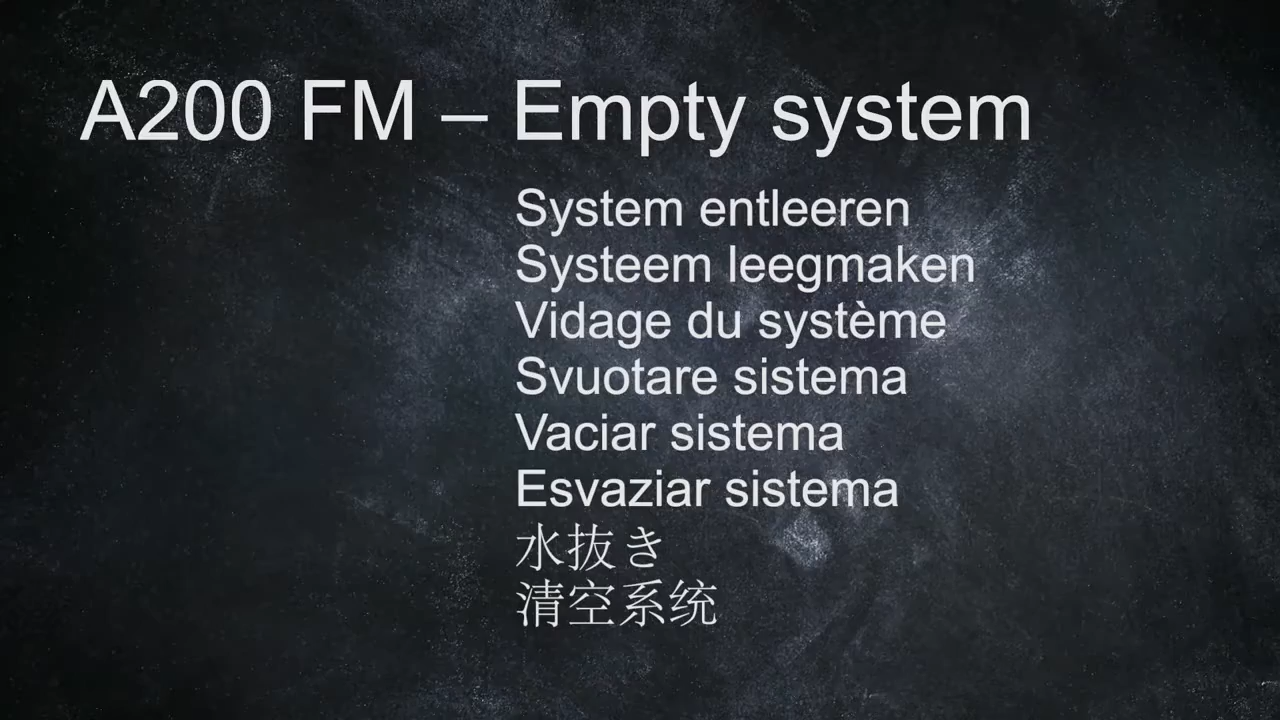 A200 FM – Empty system
System entleeren
Systeem leegmaken
Vidage du système
Svuotare sistema
Vaciar sistema
Esvaziar sistema
水抜き
清空系统